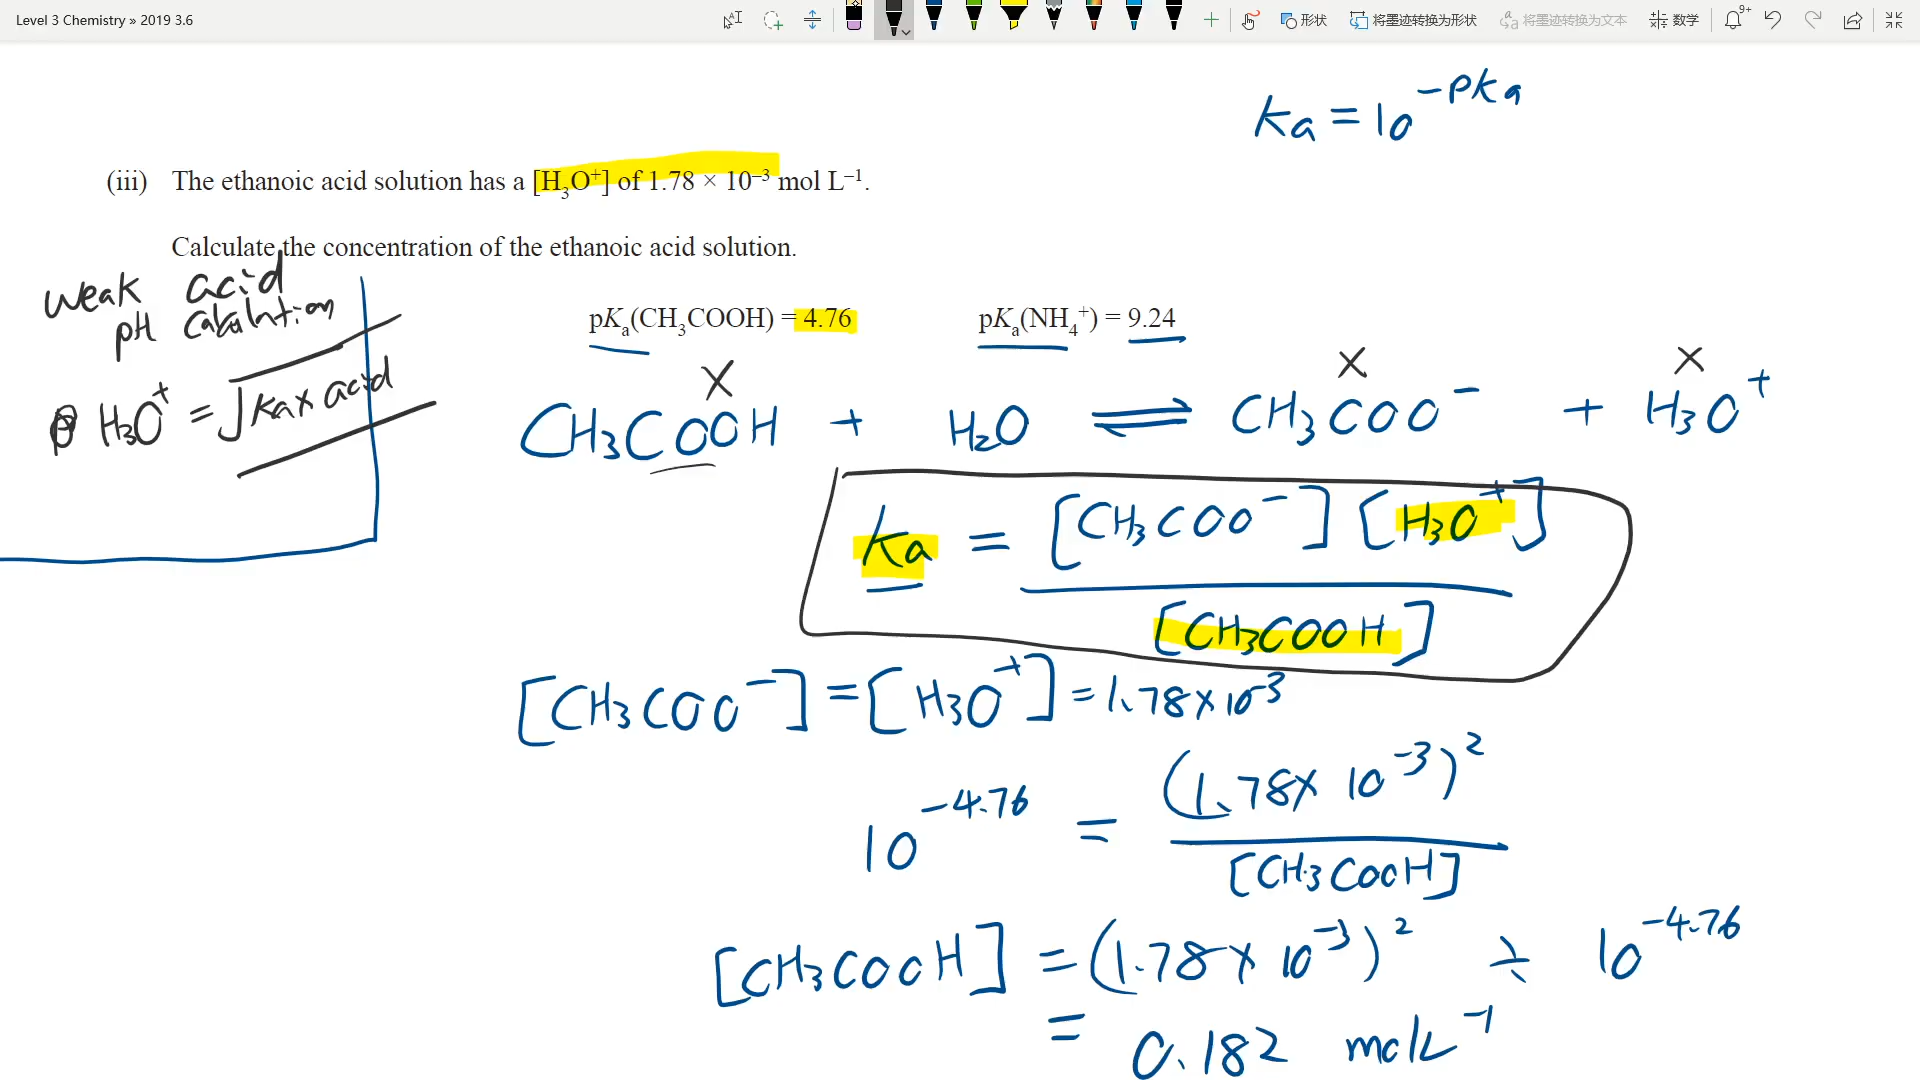 Level 3 Chemistry » 2019 3.6
形状 将墨迹转换为形状 将墨迹转换为文本 数学 9+
Ka = 10^-pKa
(iii) The ethanoic acid solution has a [H₃O⁺] of 1.78 × 10⁻³ mol L⁻¹.
Calculate the concentration of the ethanoic acid solution.
weak acid
pH calculation
pKₐ(CH₃COOH) = 4.76 pKₐ(NH₄⁺) = 9.24
X X X
H₃O⁺ = √Ka x acid
CH₃COOH + H₂O ⇌ CH₃COO⁻ + H₃O⁺
Ka = [CH₃COO⁻] [H₃O⁺]
[CH₃COOH]
[CH₃COO⁻] = [H₃O⁺] = 1.78 x 10⁻³
10^-4.76 = (1.78 x 10⁻³)²
[CH₃COOH]
[CH₃COOH] = (1.78 x 10⁻³)² ÷ 10^-4.76
= 0.182 mol L⁻¹